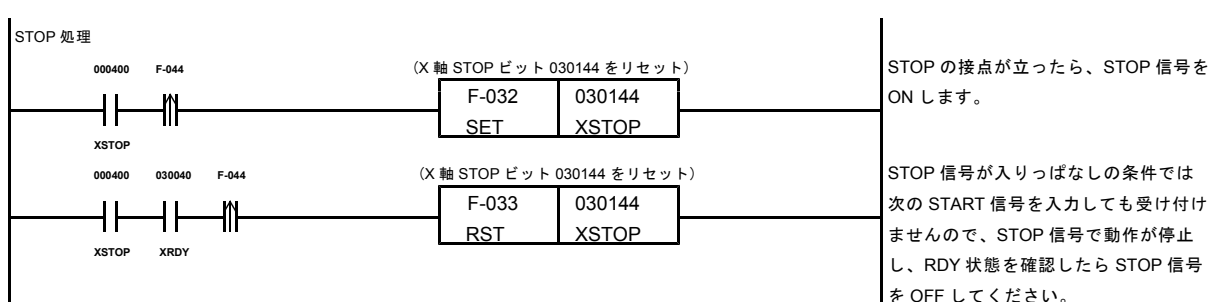 STOP 処理
000400 F-044
(X 軸 STOP ビット 030144 をリセット)
F-032 030144
SET XSTOP
XSTOP
STOP の接点が立ったら、STOP 信号を
ON します。
000400 030040 F-044
(X 軸 STOP ビット 030144 をリセット)
F-033 030144
RST XSTOP
XSTOP XRDY
STOP 信号が入りっぱなしの条件では
次の START 信号を入力しても受け付け
ませんので、STOP 信号で動作が停止
し、RDY 状態を確認したら STOP 信号
を OFF してください。